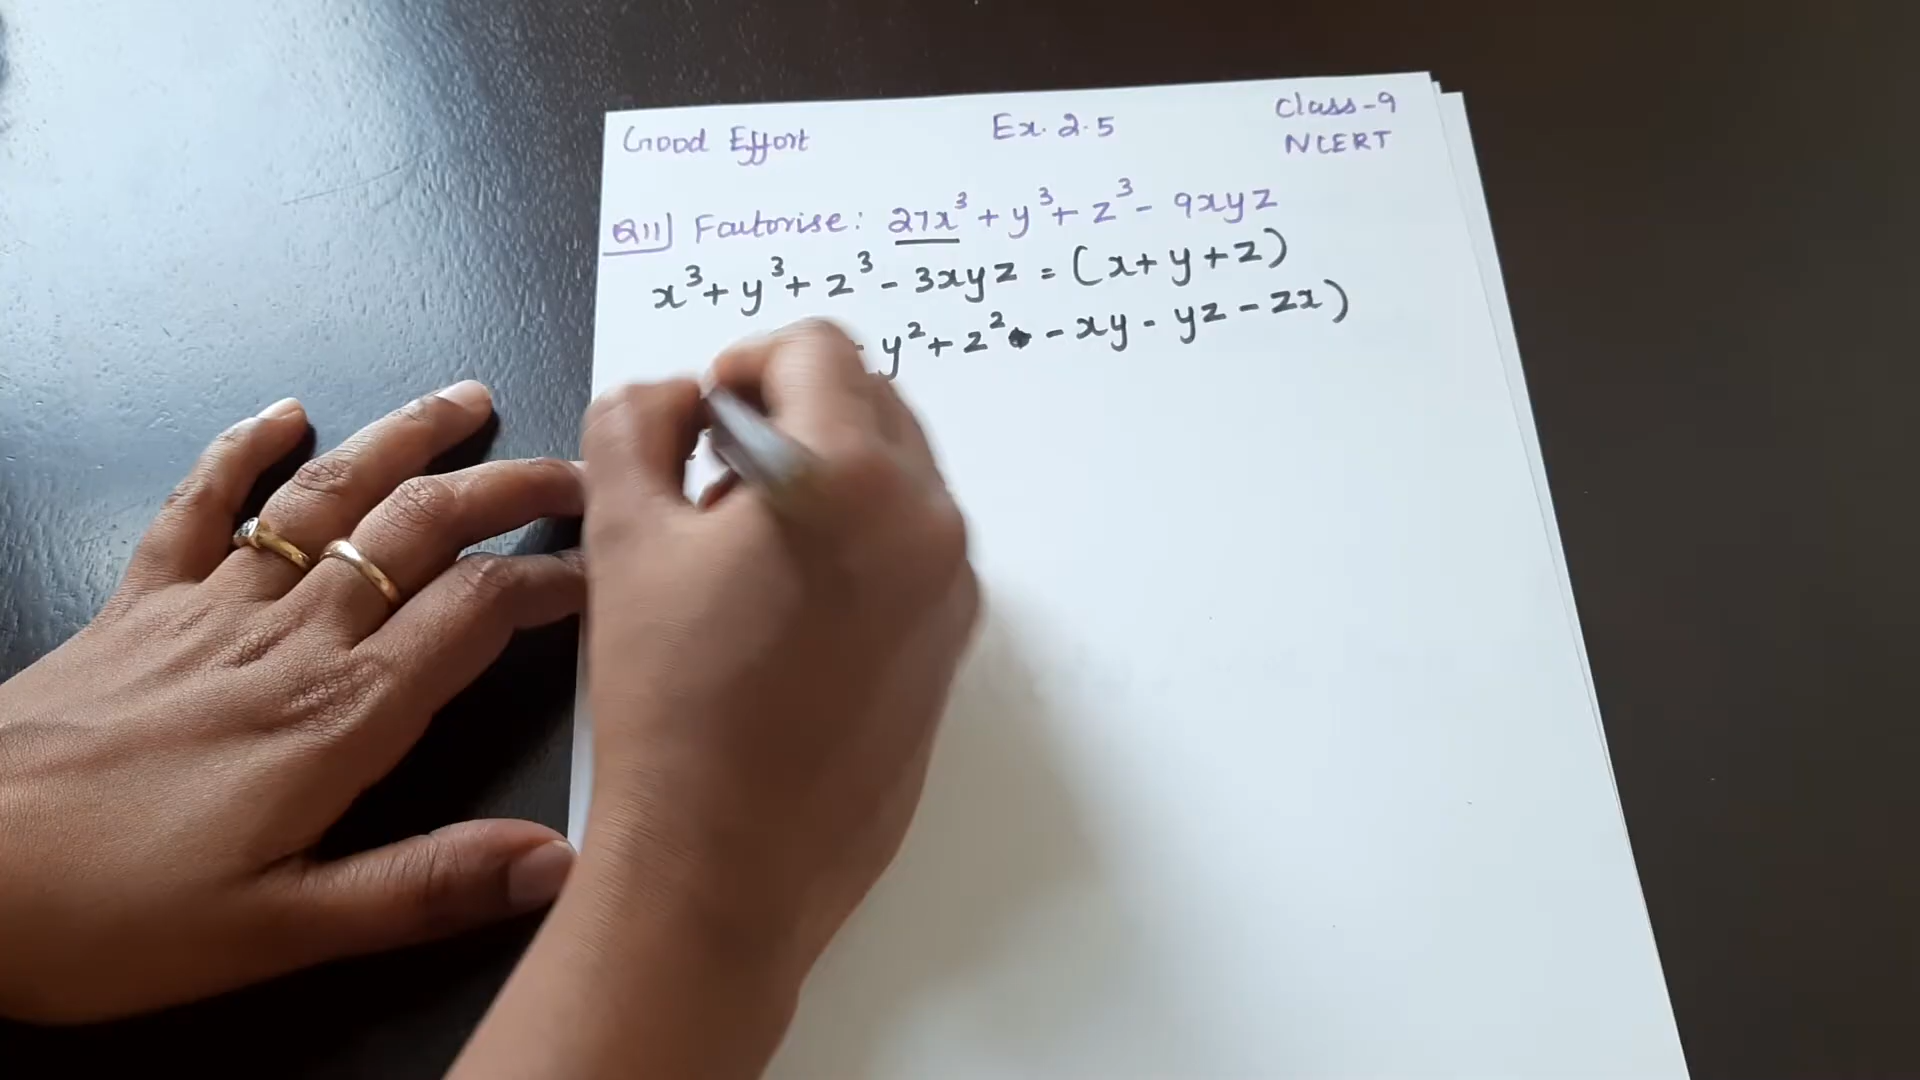 Good Effort Ex. 2.5 Class-9
NCERT
Q11] Factorise: 27x³ + y³ + z³ - 9xyz
x³ + y³ + z³ - 3xyz = (x + y + z)
y² + z² - xy - yz - zx)